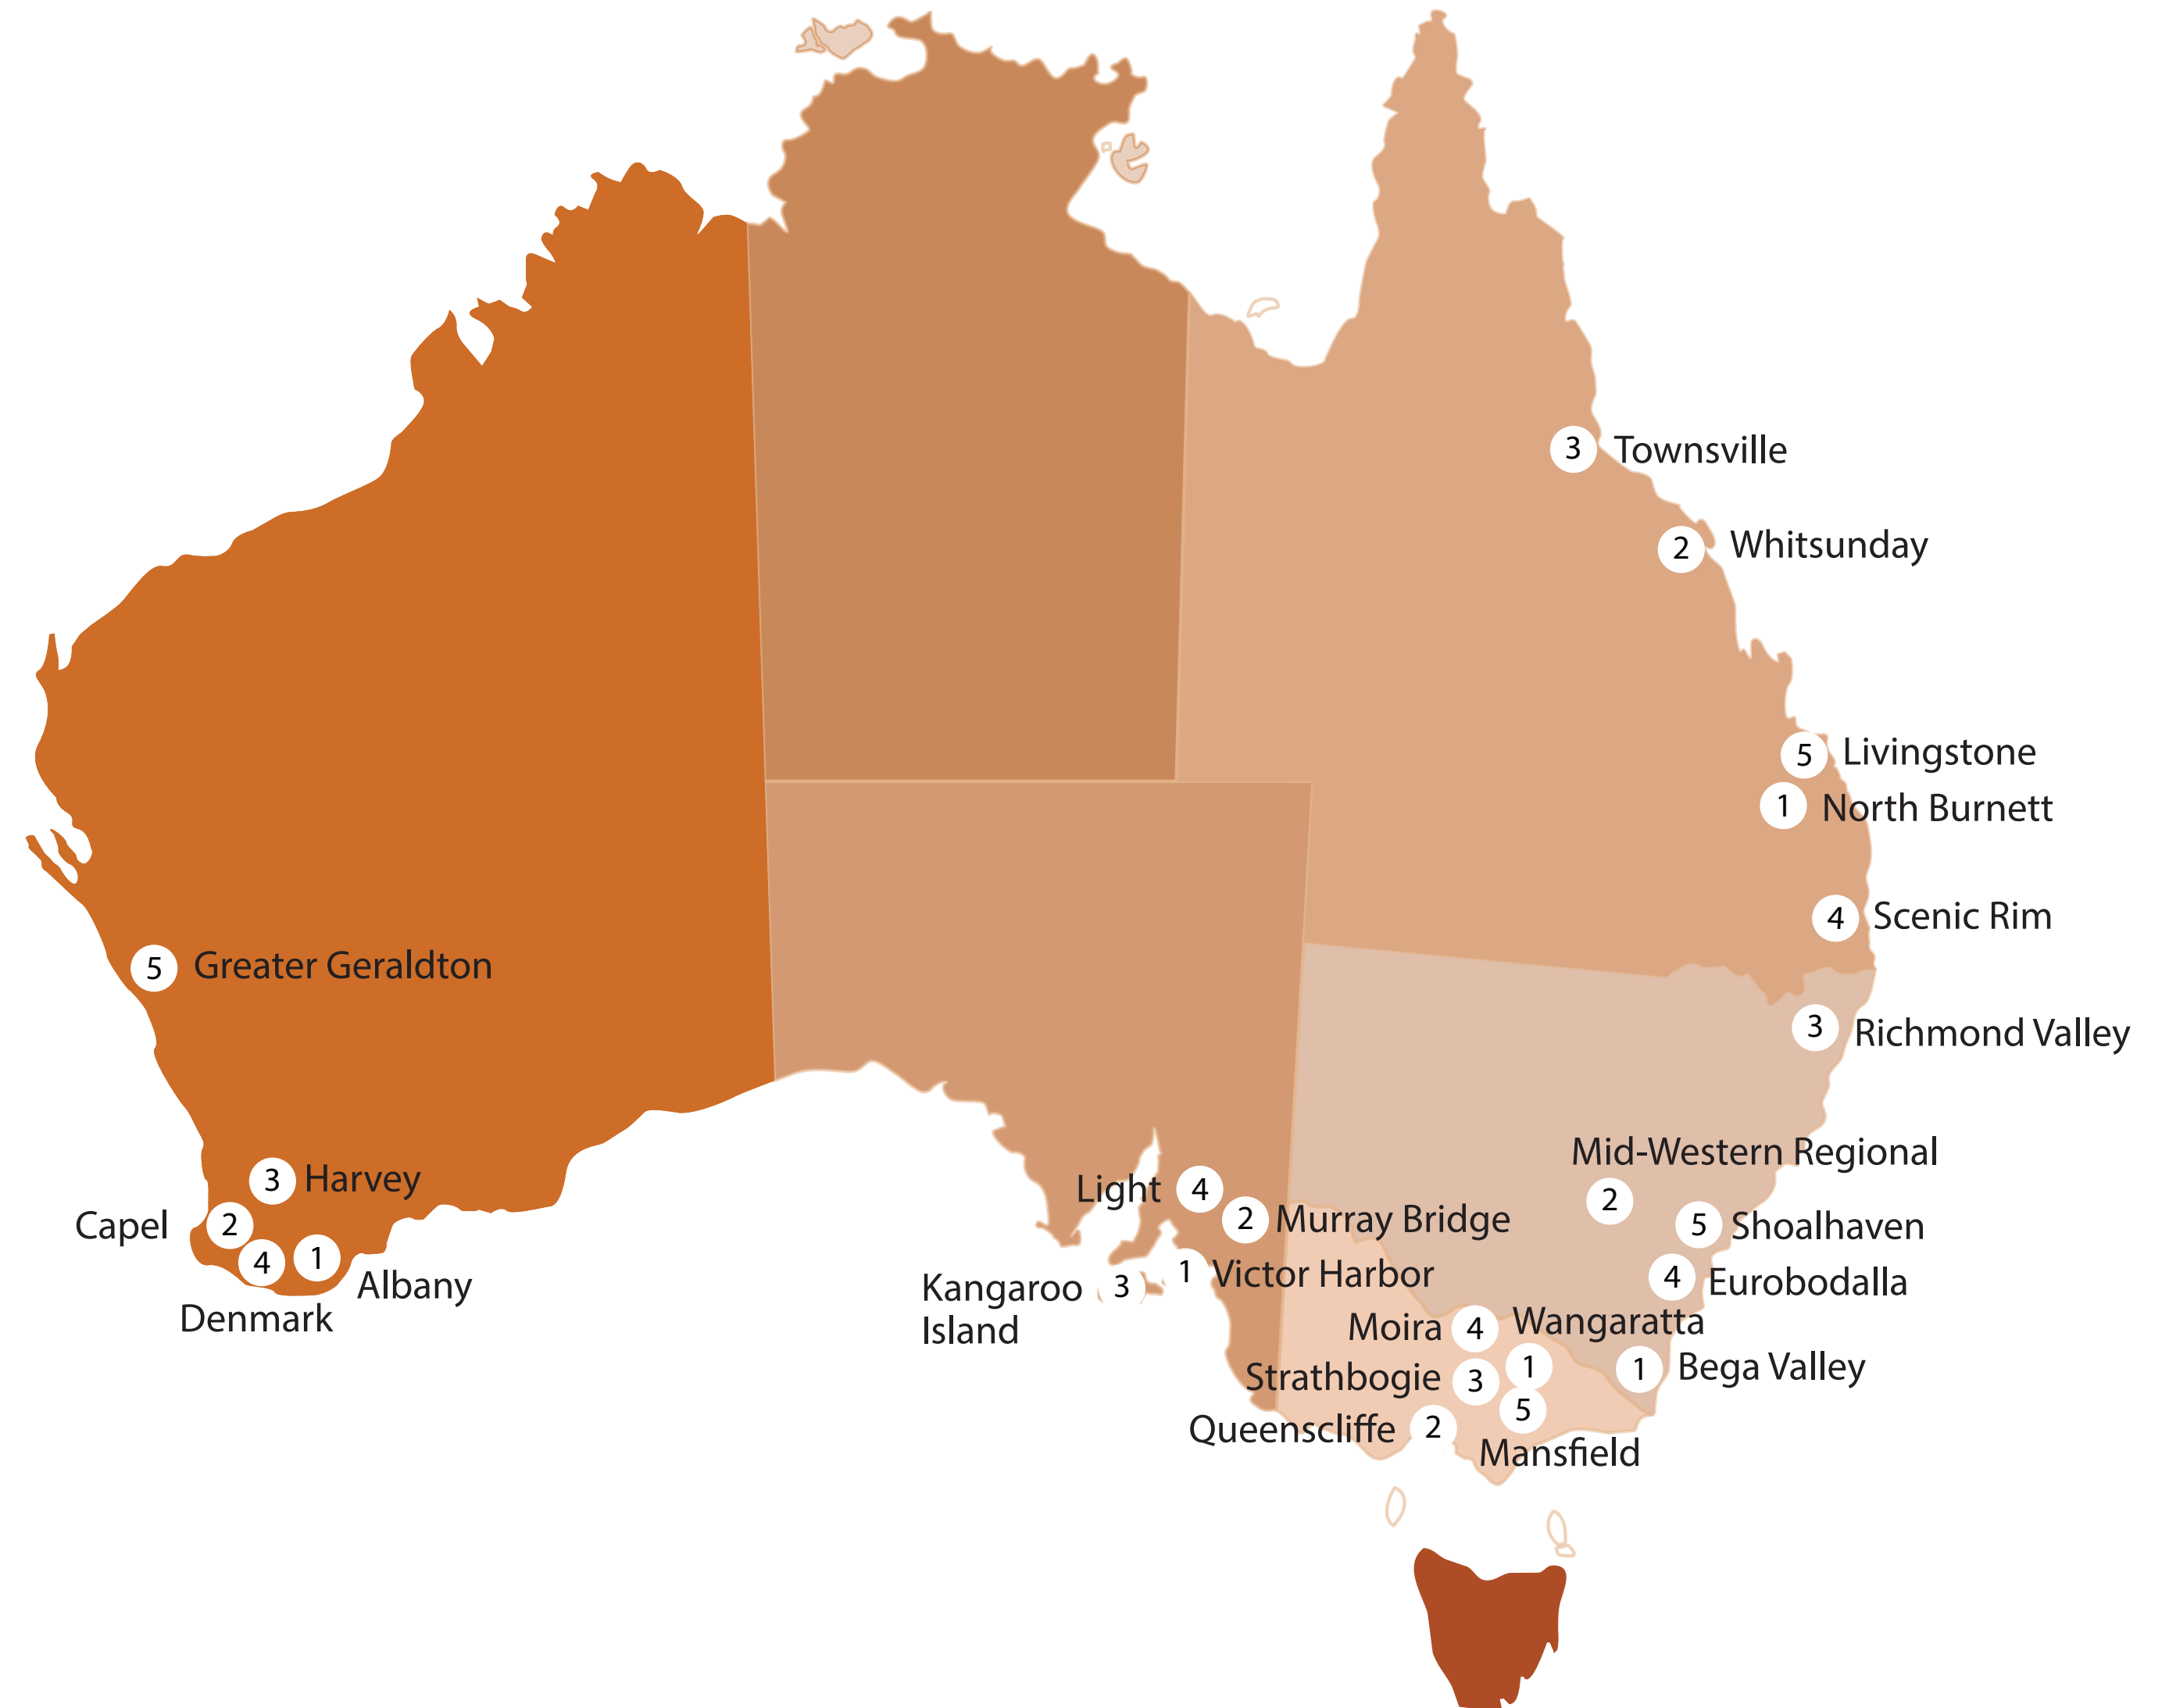 3 Townsville
2 Whitsunday
5 Livingstone
1 North Burnett
4 Scenic Rim
5 Greater Geraldton
3 Richmond Valley
Mid-Western Regional
2
3 Harvey
Light 4
Capel 2
2 Murray Bridge
5 Shoalhaven
4
1
Albany
Denmark
Kangaroo
Island
3
1 Victor Harbor
4 Eurobodalla
Moira 4
Wangaratta
1
Strathbogie 3
1 Bega Valley
Queenscliffe 2
5
Mansfield